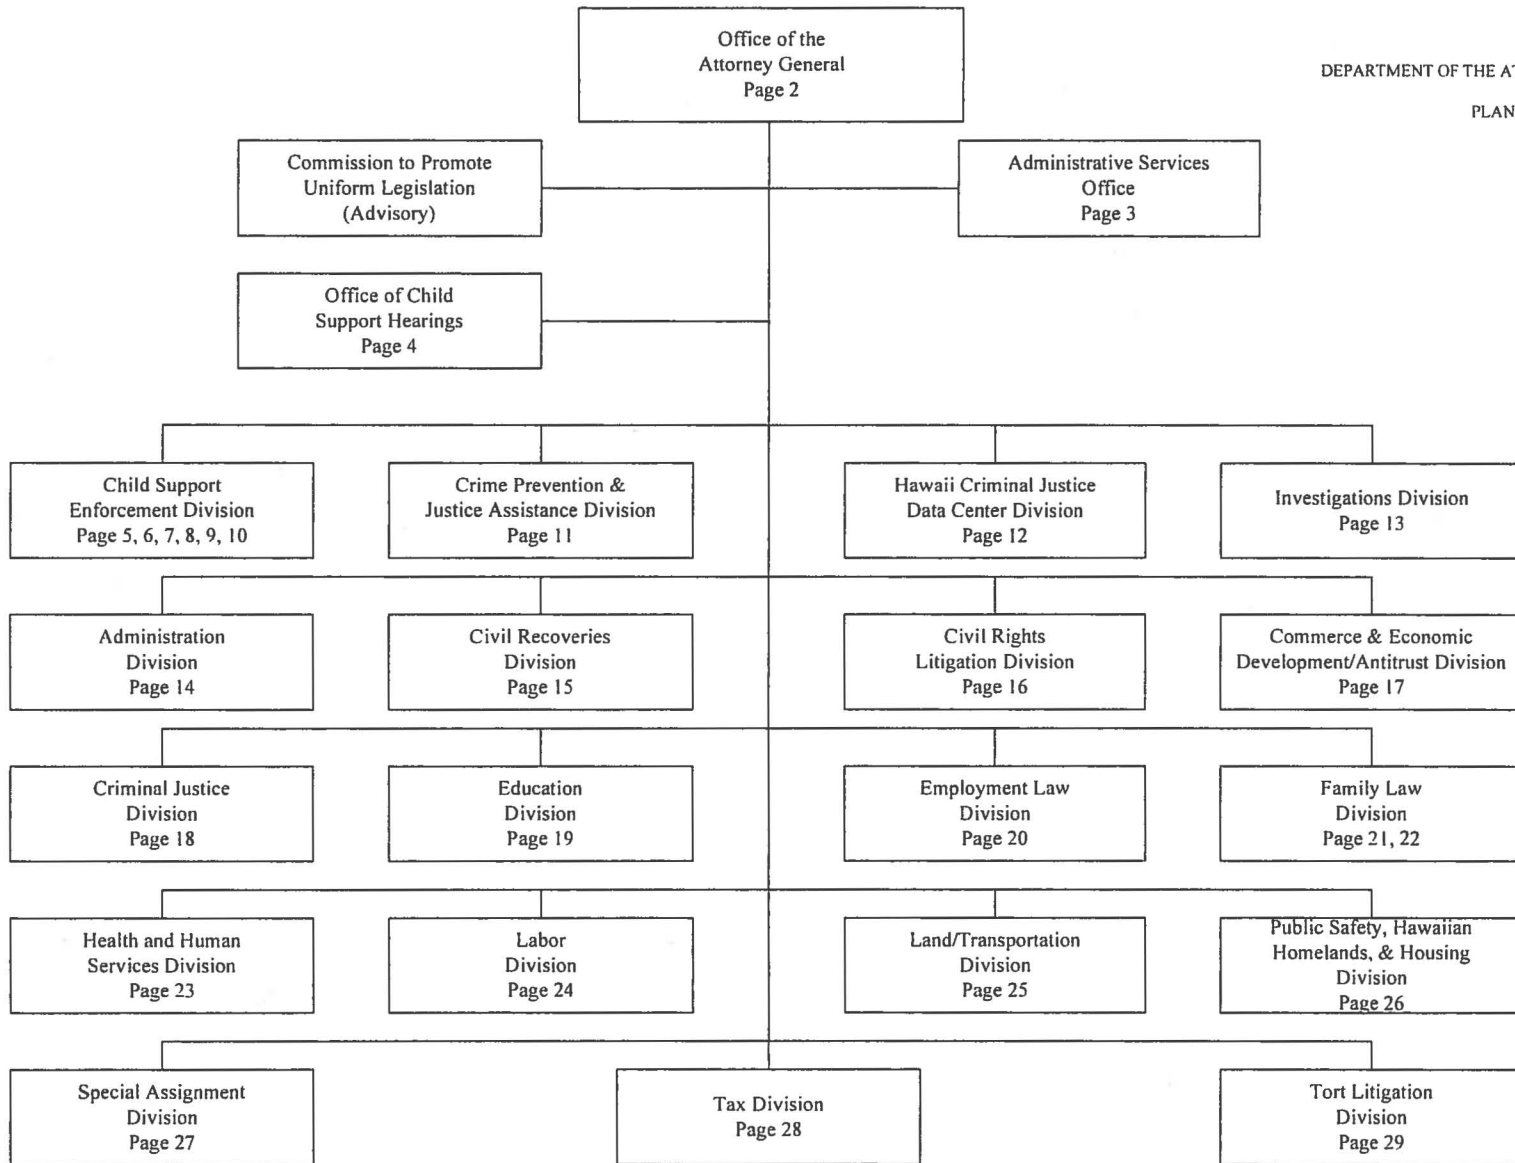 Office of the
Attorney General
Page 2
DEPARTMENT OF THE
PLAN
Commission to Promote
Uniform Legislation
(Advisory)
Administrative Services
Office
Page 3
Office of Child
Support Hearings
Page 4
Child Support
Enforcement Division
Page 5, 6, 7, 8, 9, 10
Crime Prevention &
Justice Assistance Division
Page 11
Hawaii Criminal Justice
Data Center Division
Page 12
Investigations Division
Page 13
Administration
Division
Page 14
Civil Recoveries
Division
Page 15
Civil Rights
Litigation Division
Page 16
Commerce & Economic
Development/Antitrust Division
Page 17
Criminal Justice
Division
Page 18
Education
Division
Page 19
Employment Law
Division
Page 20
Family Law
Division
Page 21, 22
Health and Human
Services Division
Page 23
Labor
Division
Page 24
Land/Transportation
Division
Page 25
Public Safety, Hawaiian
Homelands, & Housing
Division
Page 26
Special Assignment
Division
Page 27
Tax Division
Page 28
Tort Litigation
Division
Page 29